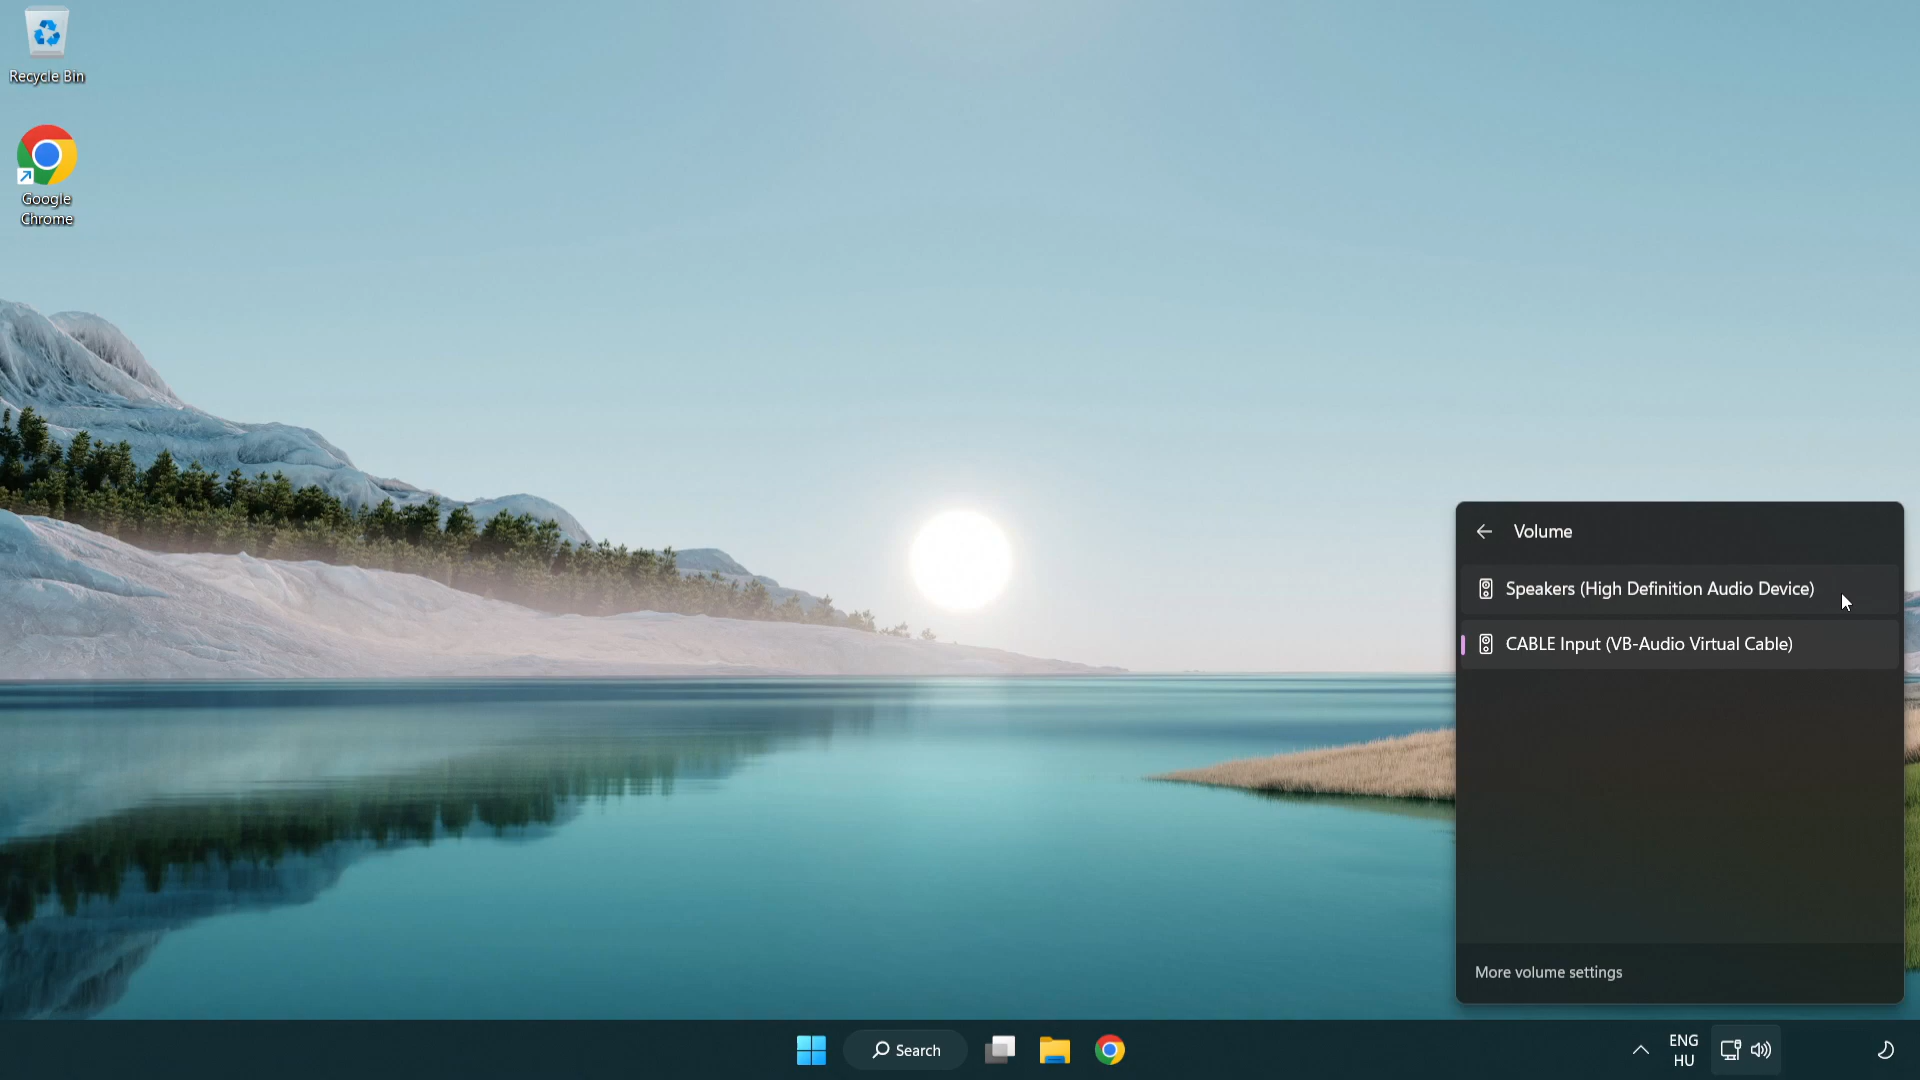 Recycle Bin
Google
Chrome
Volume
Speakers (High Definition Audio Device)
CABLE Input (VB-Audio Virtual Cable)
More volume settings
Search
ENG
HU